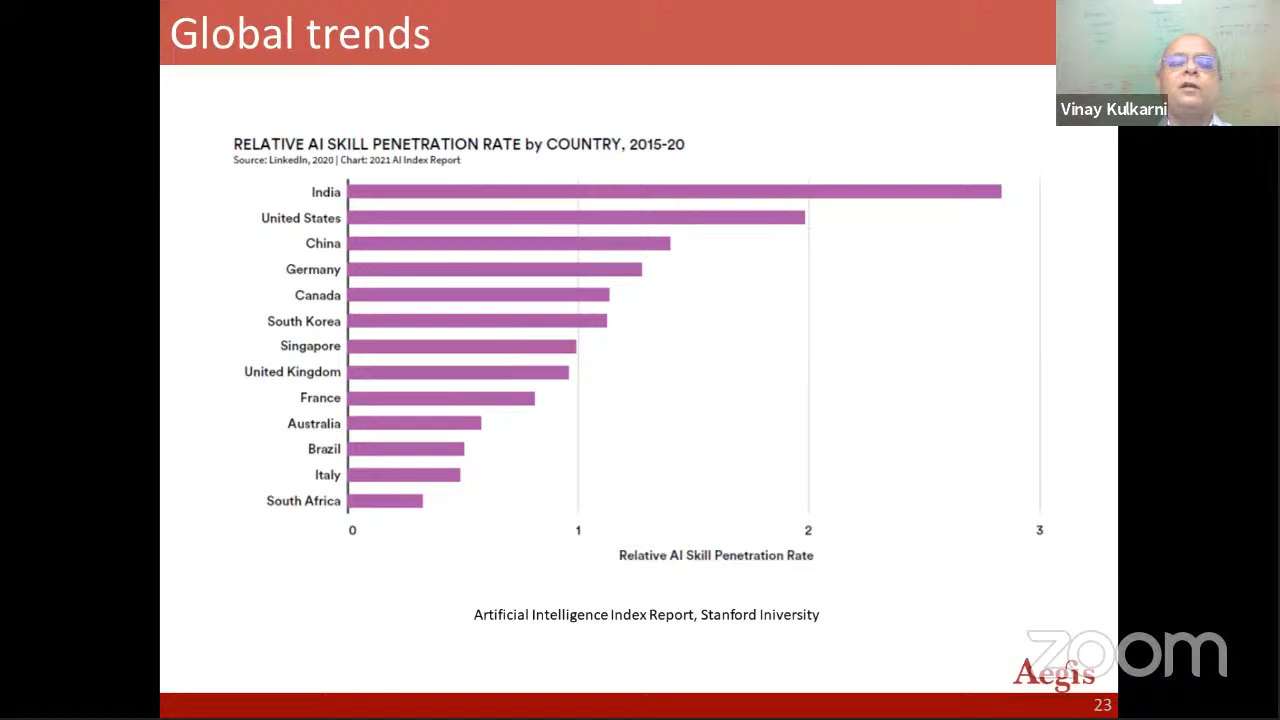 Global trends
Vinay Kulkarni
RELATIVE AI SKILL PENETRATION RATE by COUNTRY, 2015-20
Source: LinkedIn, 2020 | Chart: 2021 AI Index Report
India
United States
China
Germany
Canada
South Korea
Singapore
United Kingdom
France
Australia
Brazil
Italy
South Africa
0 1 2 3
Relative AI Skill Penetration Rate
Artificial Intelligence Index Report, Stanford Iniversity
zoom
Aegis
23